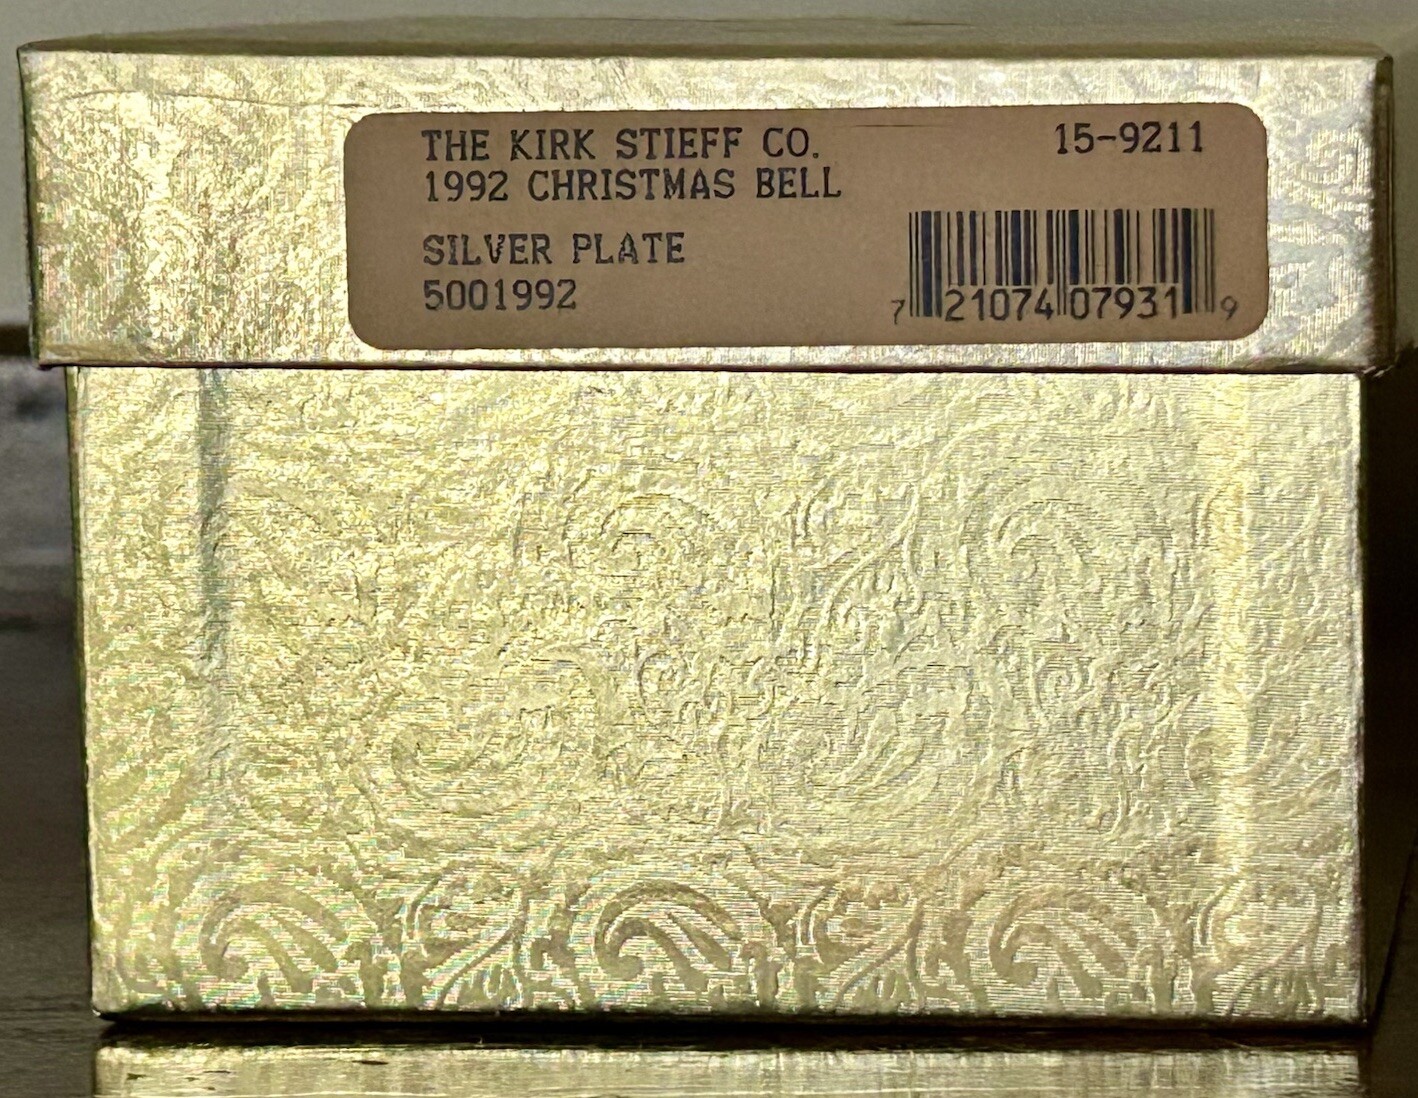 THE KIRK STIEFF CO. 15-9211
1992 CHRISTMAS BELL
SILVER PLATE
5001992
7 21074 07931 9